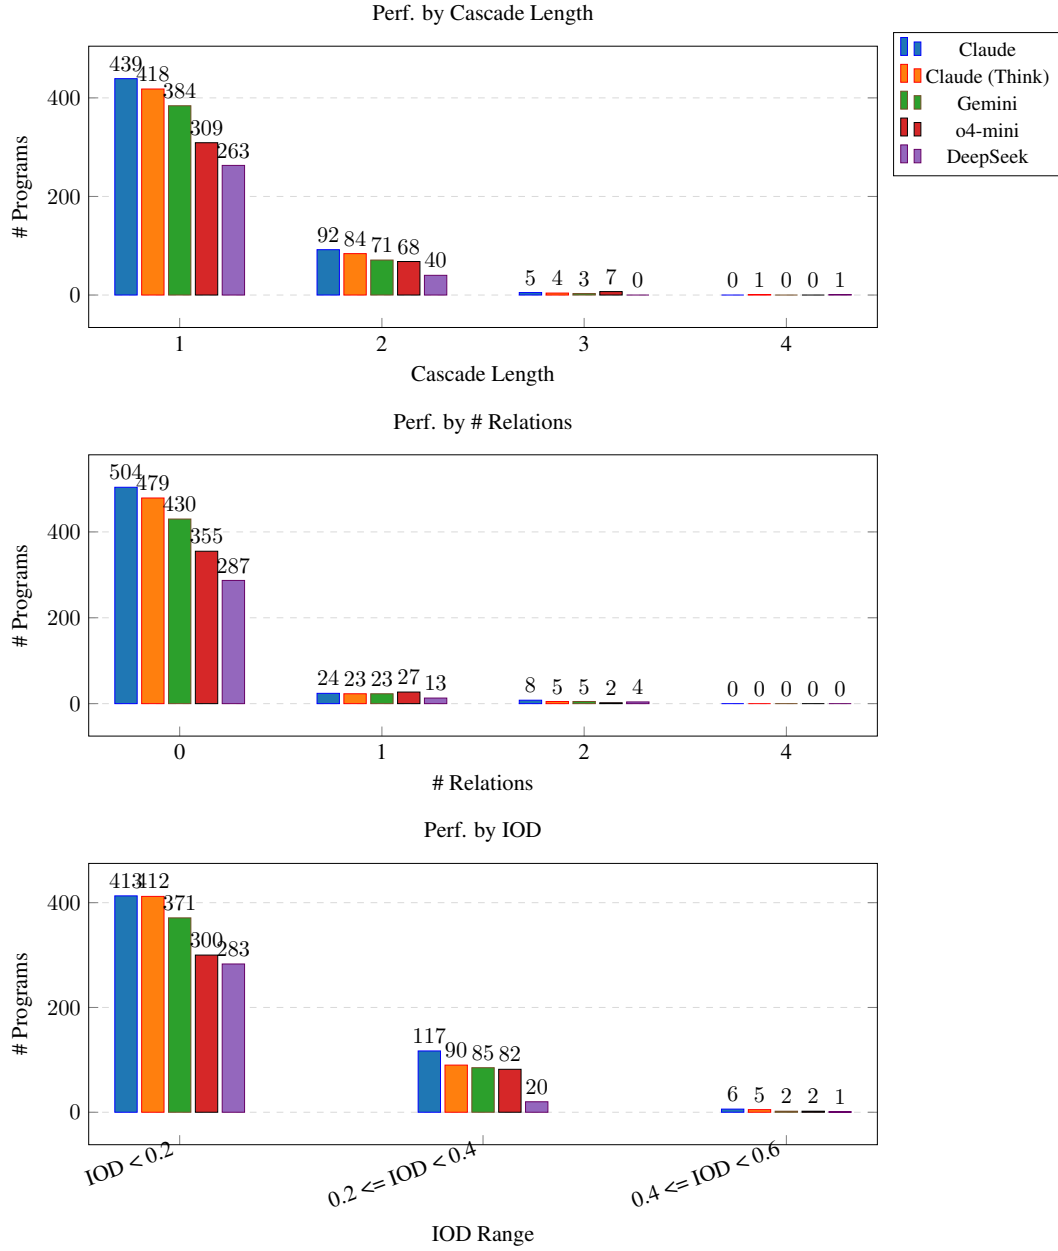 Perf. by Cascade Length
Claude
Claude (Think)
Gemini
o4-mini
DeepSeek
# Programs
400
200
0
439 418 384 309 263
92 84 71 68 40
5 4 3 7 0
0 1 0 0 1
1 2 3 4
Cascade Length
Perf. by # Relations
# Programs
400
200
0
504 479 430 355 287
24 23 23 27 13
8 5 5 2 4
0 0 0 0 0
0 1 2 4
# Relations
Perf. by IOD
# Programs
400
200
0
413 412 371 300 283
117 90 85 82 20
6 5 2 2 1
IOD < 0.2
0.2 <= IOD < 0.4
0.4 <= IOD < 0.6
IOD Range